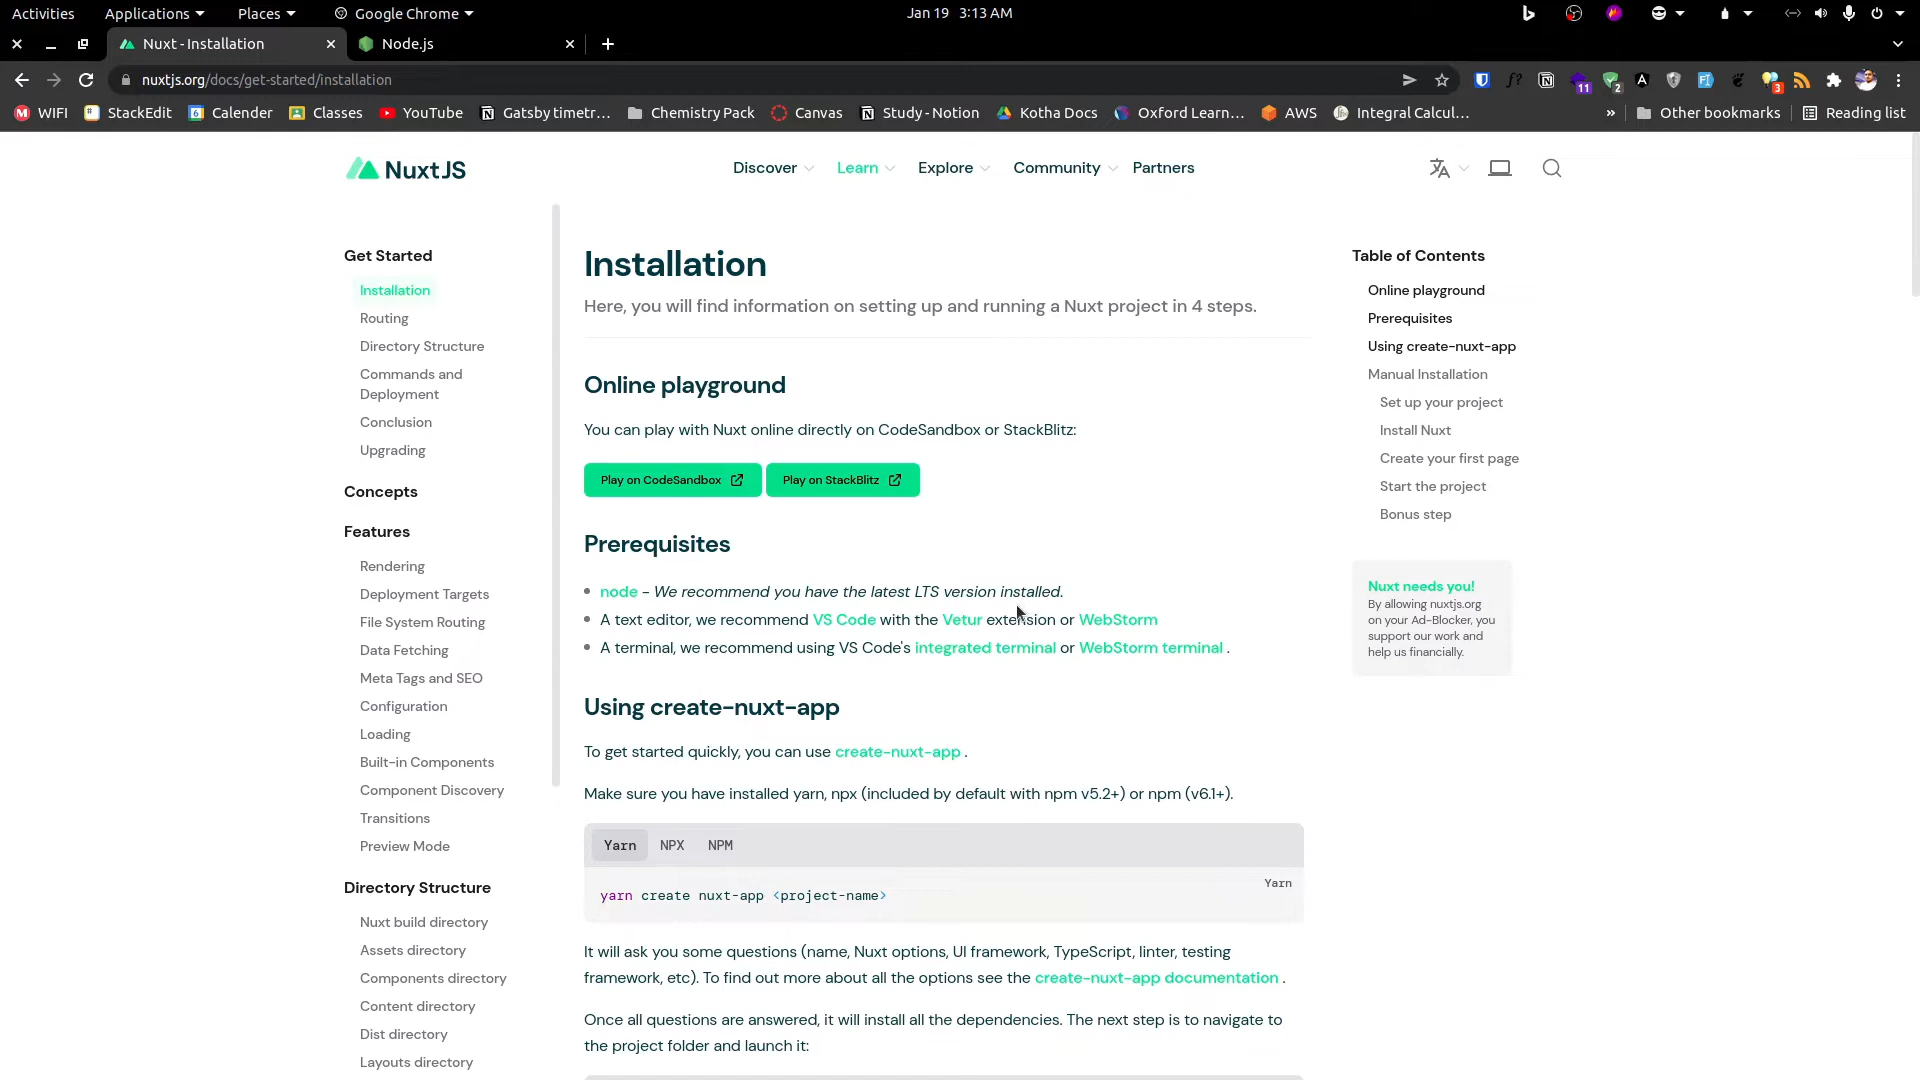 Activities Applications Places Google Chrome Jan 19 3:13 AM
Nuxt - Installation Node.js
nuxtjs.org/docs/get-started/installation 11 2 3
WIFI StackEdit Calender Classes YouTube Gatsby timetr... Chemistry Pack Canvas Study - Notion Kotha Docs Oxford Learn... AWS Integral Calcul... » Other bookmarks Reading list
NuxtJS Discover Learn Explore Community Partners
Get Started
Installation
Routing
Directory Structure
Commands and
Deployment
Conclusion
Upgrading
Concepts
Features
Rendering
Deployment Targets
File System Routing
Data Fetching
Meta Tags and SEO
Configuration
Loading
Built-in Components
Component Discovery
Transitions
Preview Mode
Directory Structure
Nuxt build directory
Assets directory
Components directory
Content directory
Dist directory
Layouts directory
Installation
Here, you will find information on setting up and running a Nuxt project in 4 steps.
Online playground
You can play with Nuxt online directly on CodeSandbox or StackBlitz:
Play on CodeSandbox Play on StackBlitz
Prerequisites
node - We recommend you have the latest LTS version installed.
A text editor, we recommend VS Code with the Vetur extension or WebStorm
A terminal, we recommend using VS Code's integrated terminal or WebStorm terminal .
Using create-nuxt-app
To get started quickly, you can use create-nuxt-app .
Make sure you have installed yarn, npx (included by default with npm v5.2+) or npm (v6.1+).
Yarn NPX NPM
Yarn
yarn create nuxt-app <project-name>
It will ask you some questions (name, Nuxt options, UI framework, TypeScript, linter, testing
framework, etc). To find out more about all the options see the create-nuxt-app documentation .
Once all questions are answered, it will install all the dependencies. The next step is to navigate to
the project folder and launch it:
Table of Contents
Online playground
Prerequisites
Using create-nuxt-app
Manual Installation
Set up your project
Install Nuxt
Create your first page
Start the project
Bonus step
Nuxt needs you!
By allowing nuxtjs.org
on your Ad-Blocker, you
support our work and
help us financially.